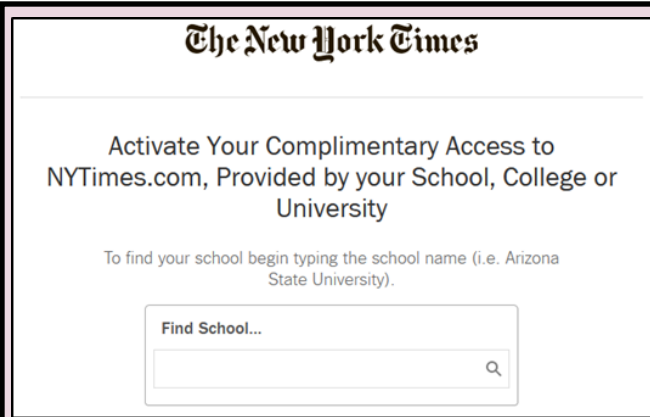 The New York Times
Activate Your Complimentary Access to
NYTimes.com, Provided by your School, College or
University
To find your school begin typing the school name (i.e. Arizona
State University).
Find School...